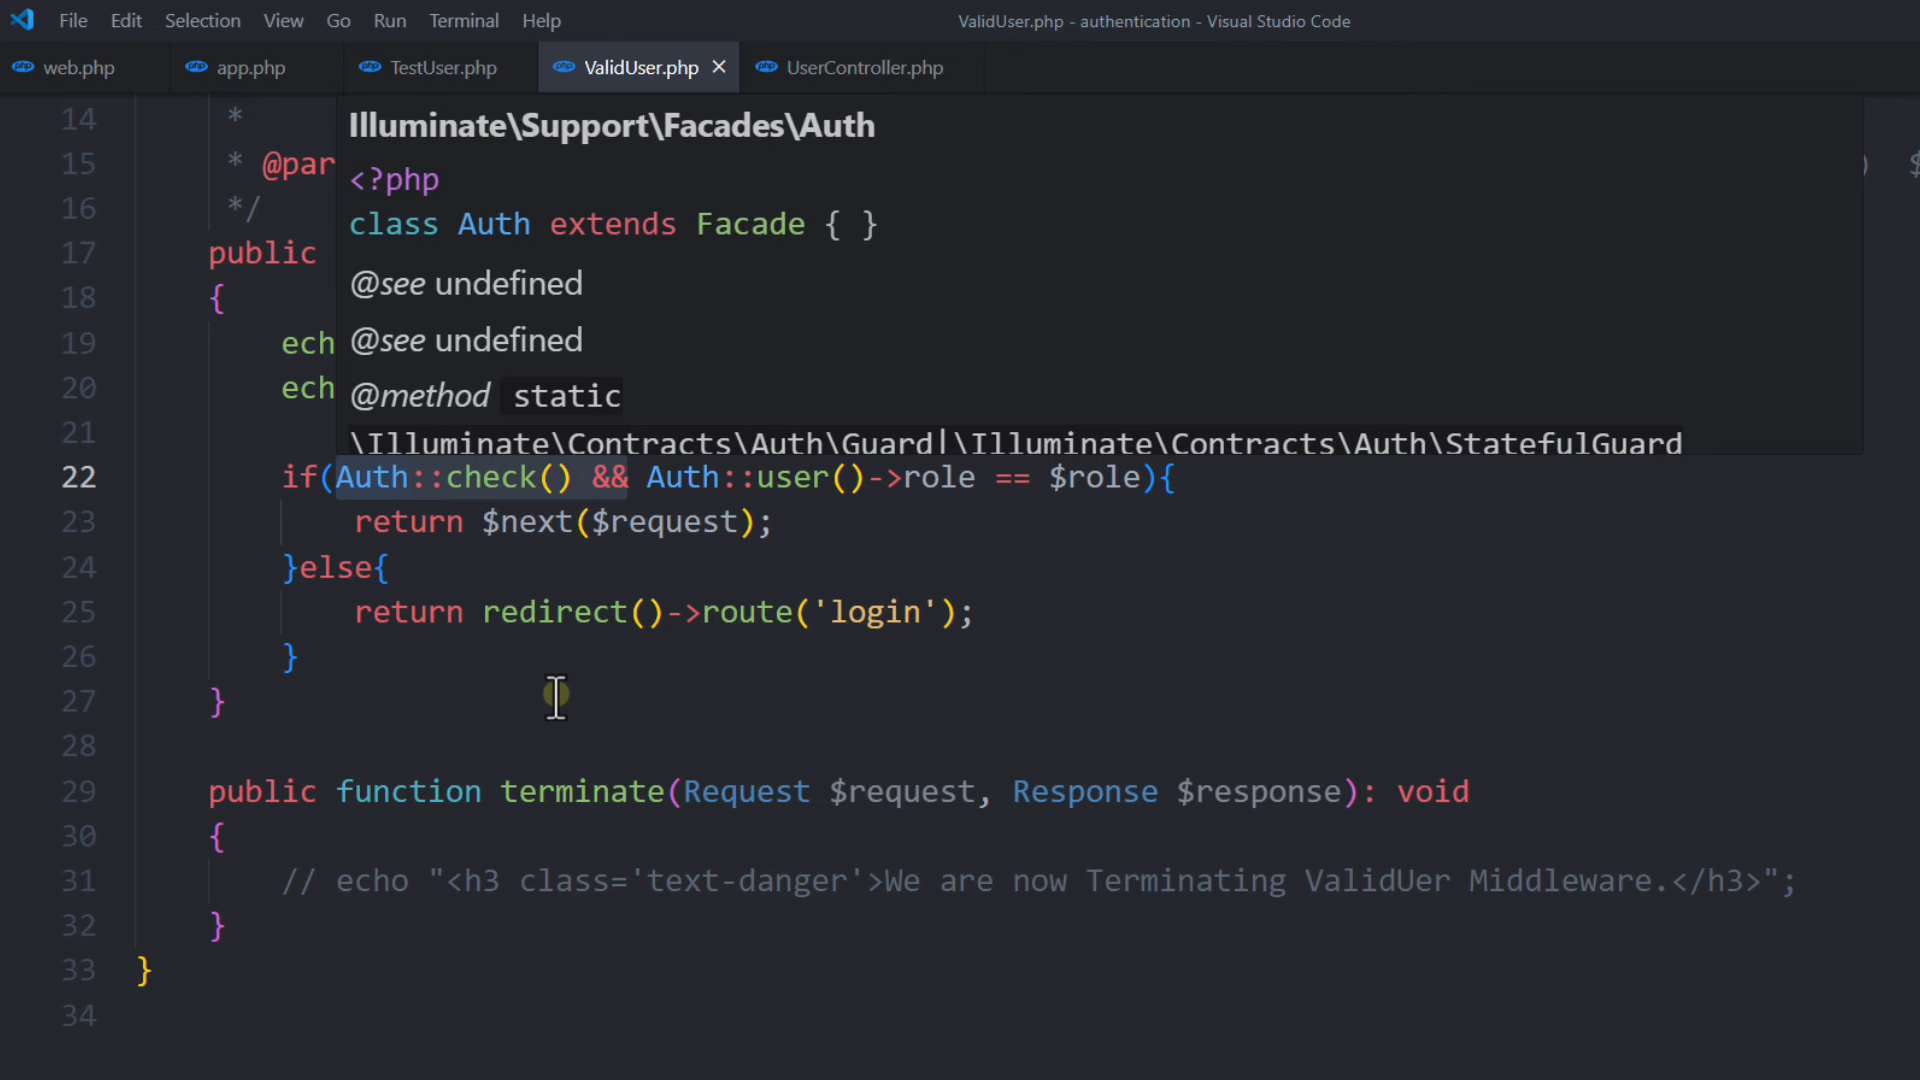 File Edit Selection View Go Run Terminal Help ValidUser.php - authentication - Visual Studio Code
web.php app.php TestUser.php ValidUser.php × UserController.php
14 *
15 * @par ) $
16 */
17 public
18 {
19 ech
20 ech
21
Illuminate\Support\Facades\Auth
<?php
class Auth extends Facade { }
@see undefined
@see undefined
@method static
\Illuminate\Contracts\Auth\Guard|\Illuminate\Contracts\Auth\StatefulGuard
22 if(Auth::check() && Auth::user()->role == $role){
23 return $next($request);
24 }else{
25 return redirect()->route('login');
26 }
27 }
28
29 public function terminate(Request $request, Response $response): void
30 {
31 // echo "<h3 class='text-danger'>We are now Terminating ValidUer Middleware.</h3>";
32 }
33 }
34